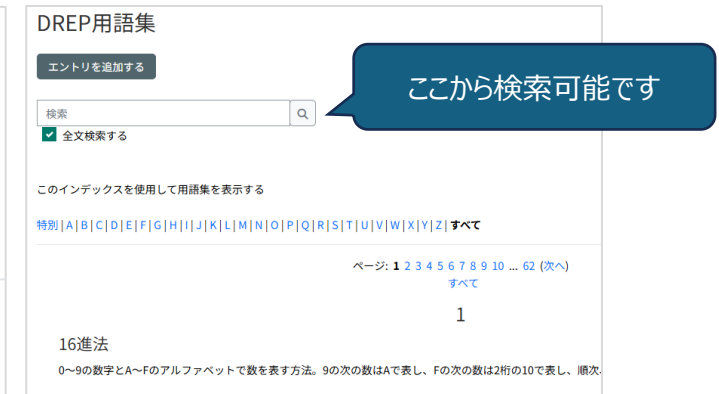 DREP用語集
エントリを追加する
ここから検索可能です
検索
全文検索する
このインデックスを使用して用語集を表示する
特別 | A | B | C | D | E | F | G | H | I | J | K | L | M | N | O | P | Q | R | S | T | U | V | W | X | Y | Z | すべて
ページ: 1 2 3 4 5 6 7 8 9 10 ... 62 (次へ)
すべて
1
16進法
0〜9の数字とA〜Fのアルファベットで数を表す方法。9の次の数はAで表し、Fの次の数は2桁の10で表し、順次